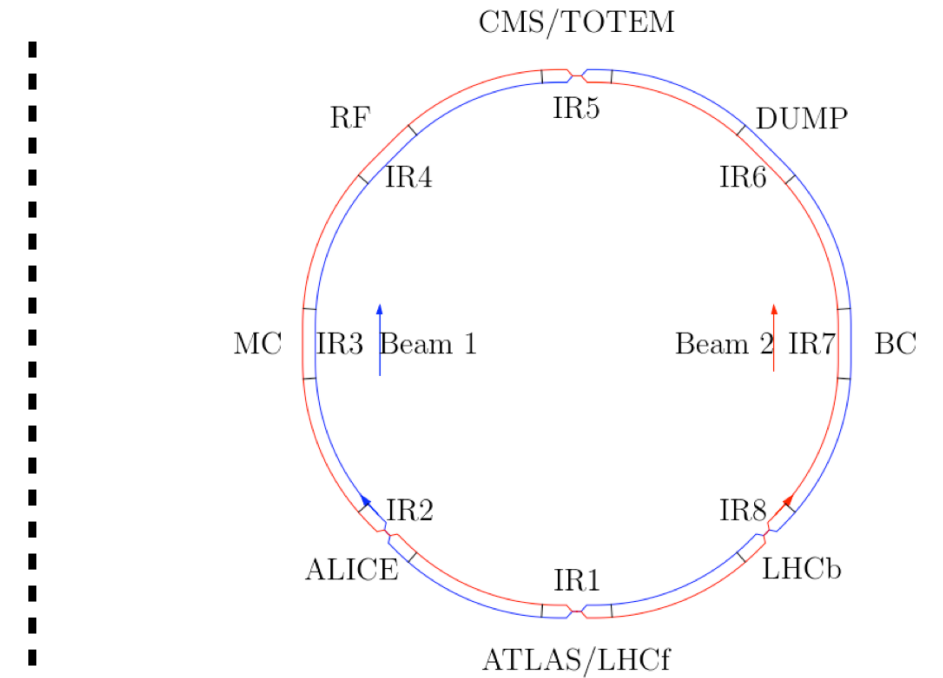 CMS/TOTEM
IR5
RF
DUMP
IR4
IR6
MC
IR3
Beam 1
Beam 2
IR7
BC
IR2
IR8
ALICE
IR1
LHCb
ATLAS/LHCf